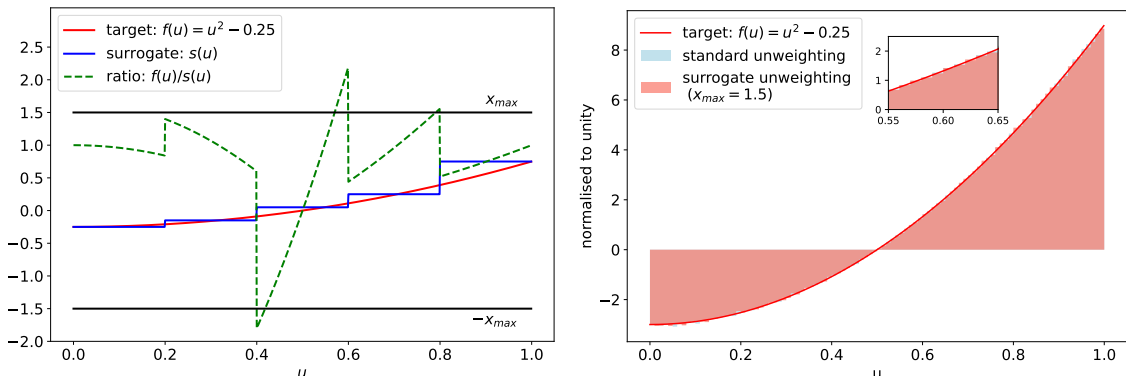 target: f(u) = u² − 0.25
surrogate: s(u)
ratio: f(u)/s(u)
x_max
−x_max
2.5
2.0
1.5
1.0
0.5
0.0
−0.5
−1.0
−1.5
−2.0
0.0 0.2 0.4 0.6 0.8 1.0
u
target: f(u) = u² − 0.25
standard unweighting
surrogate unweighting
(x_max = 1.5)
normalised to unity
8
6
4
2
0
−2
2
1
0
0.55 0.60 0.65
0.0 0.2 0.4 0.6 0.8 1.0
u